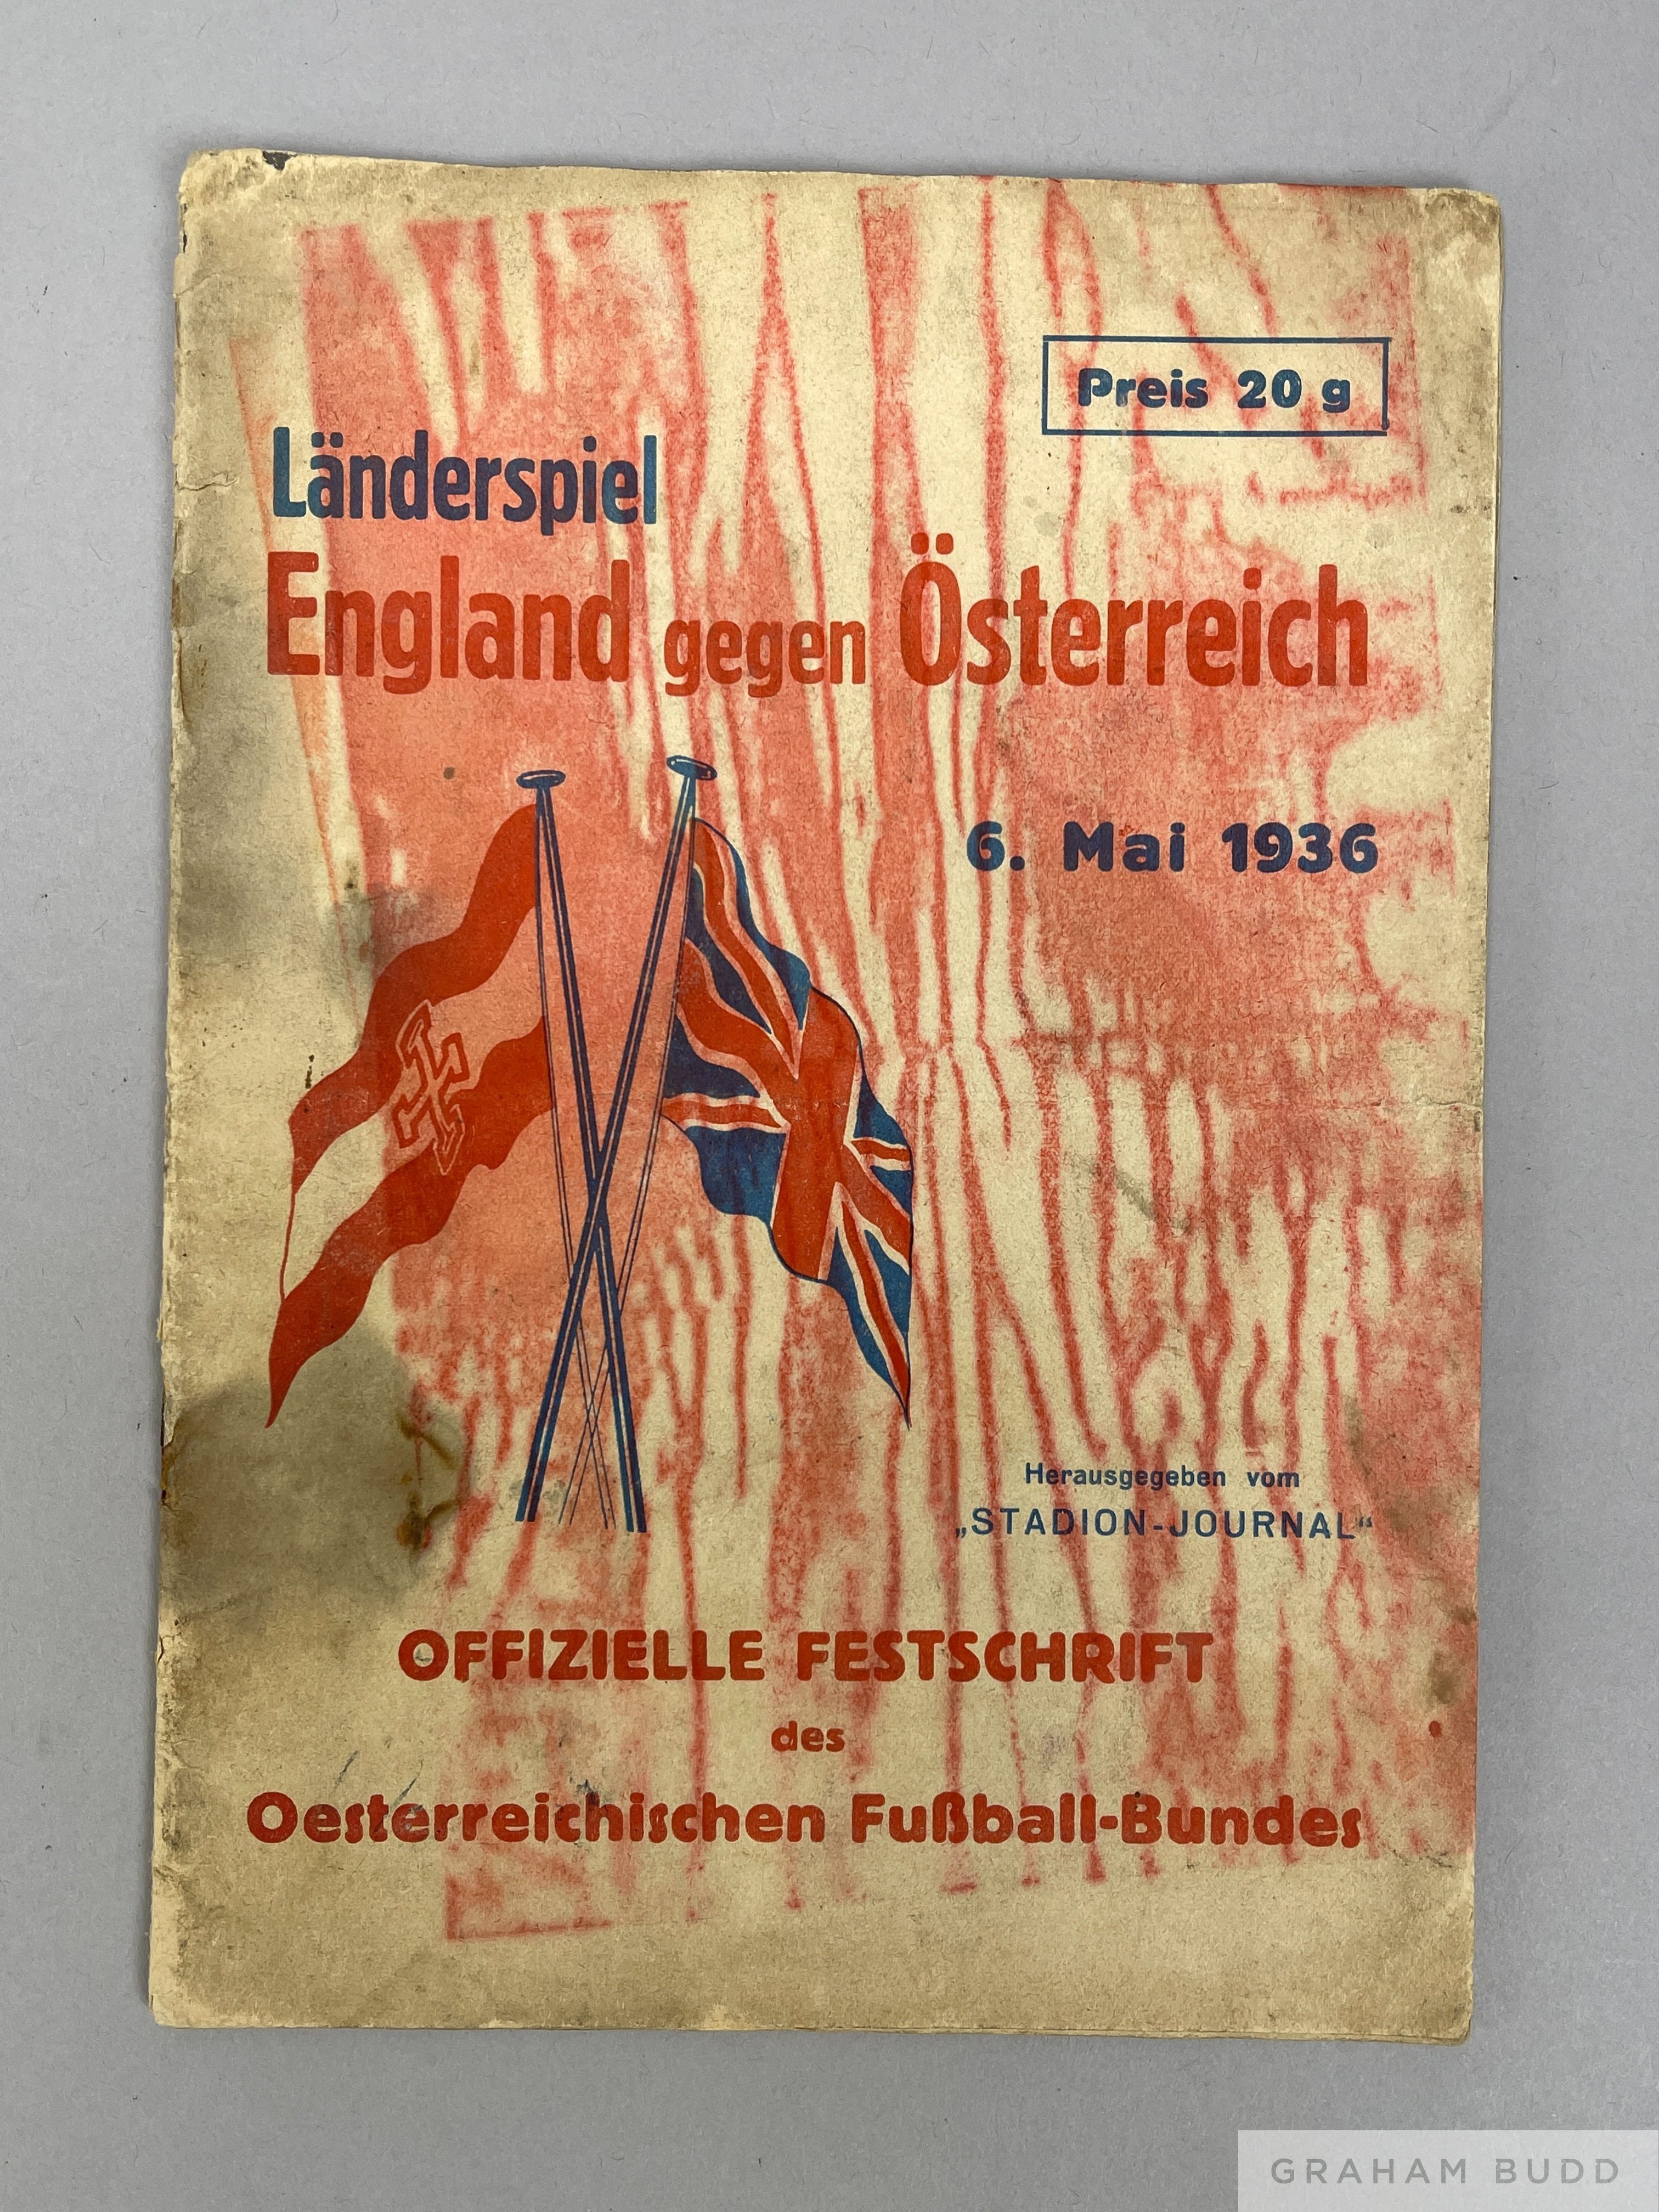 Preis 20 g
Länderspiel
England gegen Österreich
6. Mai 1936
Herausgegeben vom
„STADION-JOURNAL“
OFFIZIELLE FESTSCHRIFT
des
Oesterreichischen Fußball-Bundes
GRAHAM BUDD